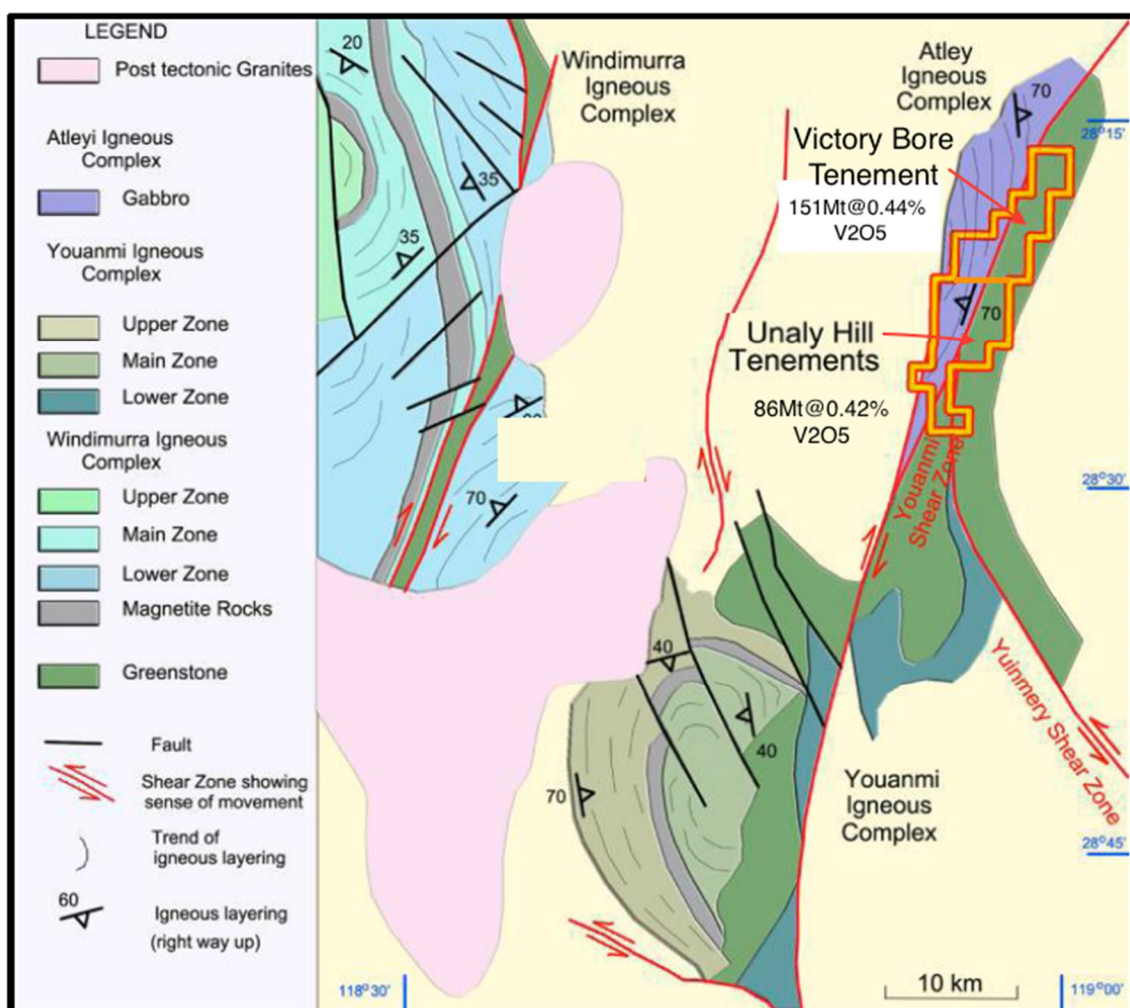 LEGEND
Post tectonic Granites
Atleyi Igneous
Complex
Gabbro
Youanmi Igneous
Complex
Upper Zone
Main Zone
Lower Zone
Windimurra Igneous
Complex
Upper Zone
Main Zone
Lower Zone
Magnetite Rocks
Greenstone
Fault
Shear Zone showing
sense of movement
Trend of
igneous layering
60
Igneous layering
(right way up)
20
35
35
70
Windimurra
Igneous
Complex
Atley
Igneous
Complex
70
28°15'
Victory Bore
Tenement
151Mt@0.44%
V2O5
70
Unaly Hill
Tenements
86Mt@0.42%
V2O5
Youanmi
Shear Zone
28°30'
Yuinmery Shear Zone
40
40
70
Youanmi
Igneous
Complex
28°45'
118°30'
10 km
119°00'